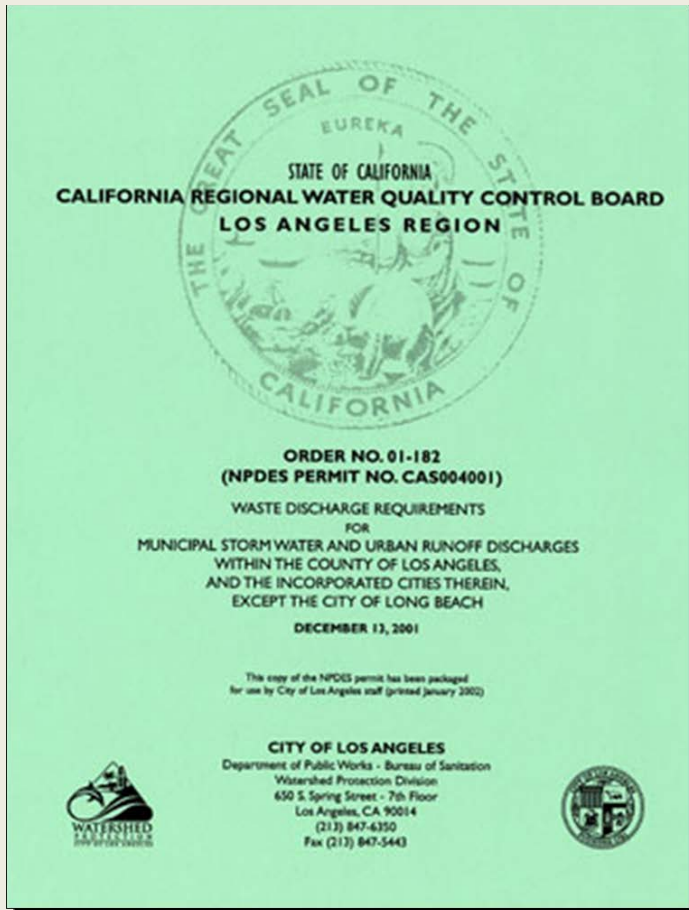 THE GREAT SEAL OF THE STATE OF CALIFORNIA
EUREKA
STATE OF CALIFORNIA
CALIFORNIA REGIONAL WATER QUALITY CONTROL BOARD
LOS ANGELES REGION
ORDER NO. 01-182
(NPDES PERMIT NO. CAS004001)
WASTE DISCHARGE REQUIREMENTS
FOR
MUNICIPAL STORM WATER AND URBAN RUNOFF DISCHARGES
WITHIN THE COUNTY OF LOS ANGELES,
AND THE INCORPORATED CITIES THEREIN,
EXCEPT THE CITY OF LONG BEACH
DECEMBER 13, 2001
This copy of the NPDES permit has been packaged
for use by City of Los Angeles staff (printed January 2002)
CITY OF LOS ANGELES
Department of Public Works - Bureau of Sanitation
Watershed Protection Division
650 S. Spring Street - 7th Floor
Los Angeles, CA 90014
(213) 847-6350
Fax (213) 847-5443
WATERSHED
PROTECTION